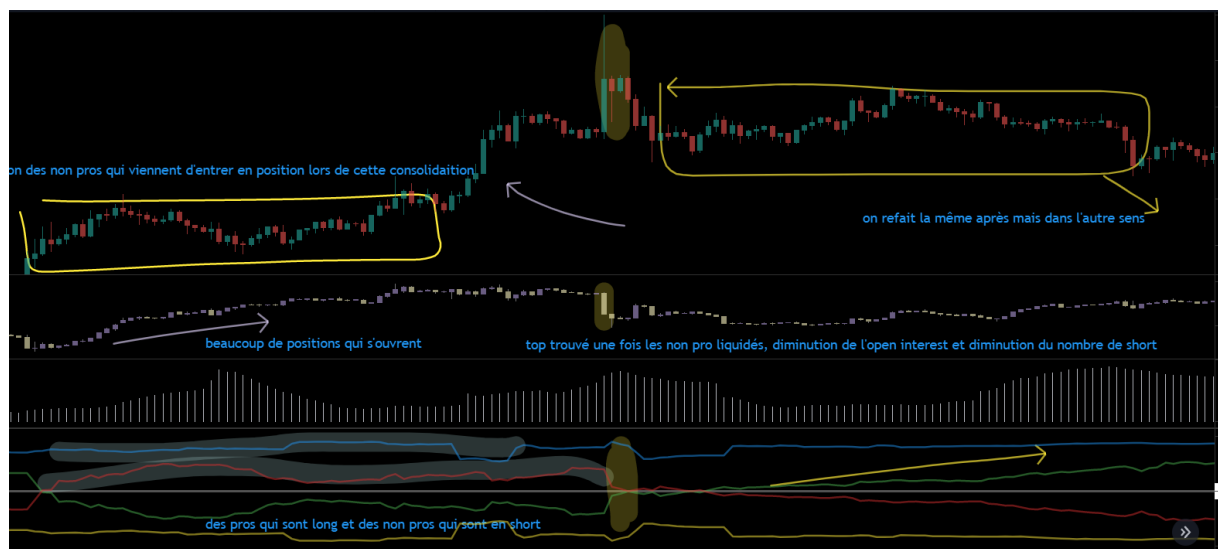 on des non pros qui viennent d'entrer en position lors de cette consolidaition
on refait la même après mais dans l'autre sens
beaucoup de positions qui s'ouvrent
top trouvé une fois les non pro liquidés, diminution de l'open interest et diminution du nombre de short
des pros qui sont long et des non pros qui sont en short